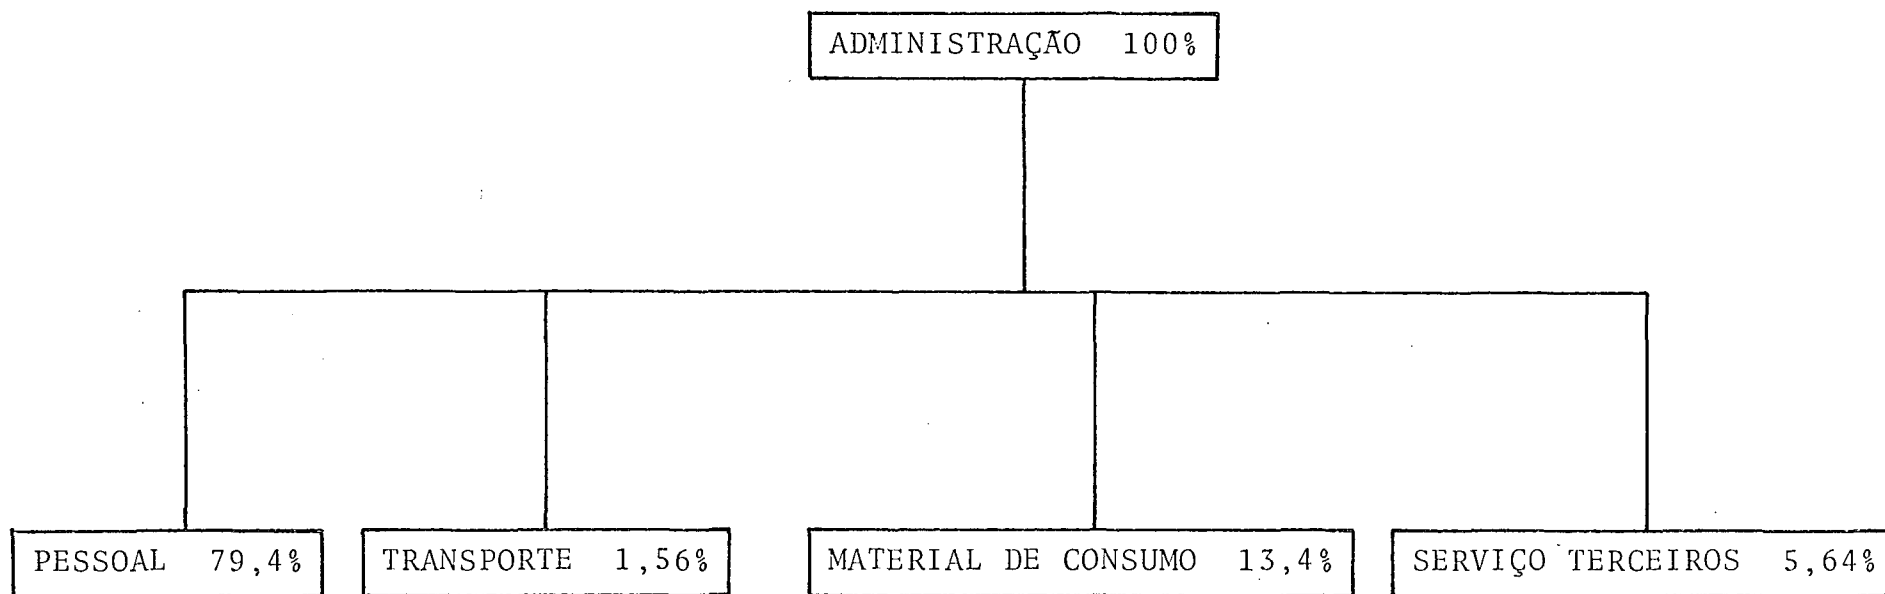 ADMINISTRAÇÃO 100%
PESSOAL 79,4%
TRANSPORTE 1,56%
MATERIAL DE CONSUMO 13,4%
SERVIÇO TERCEIROS 5,64%